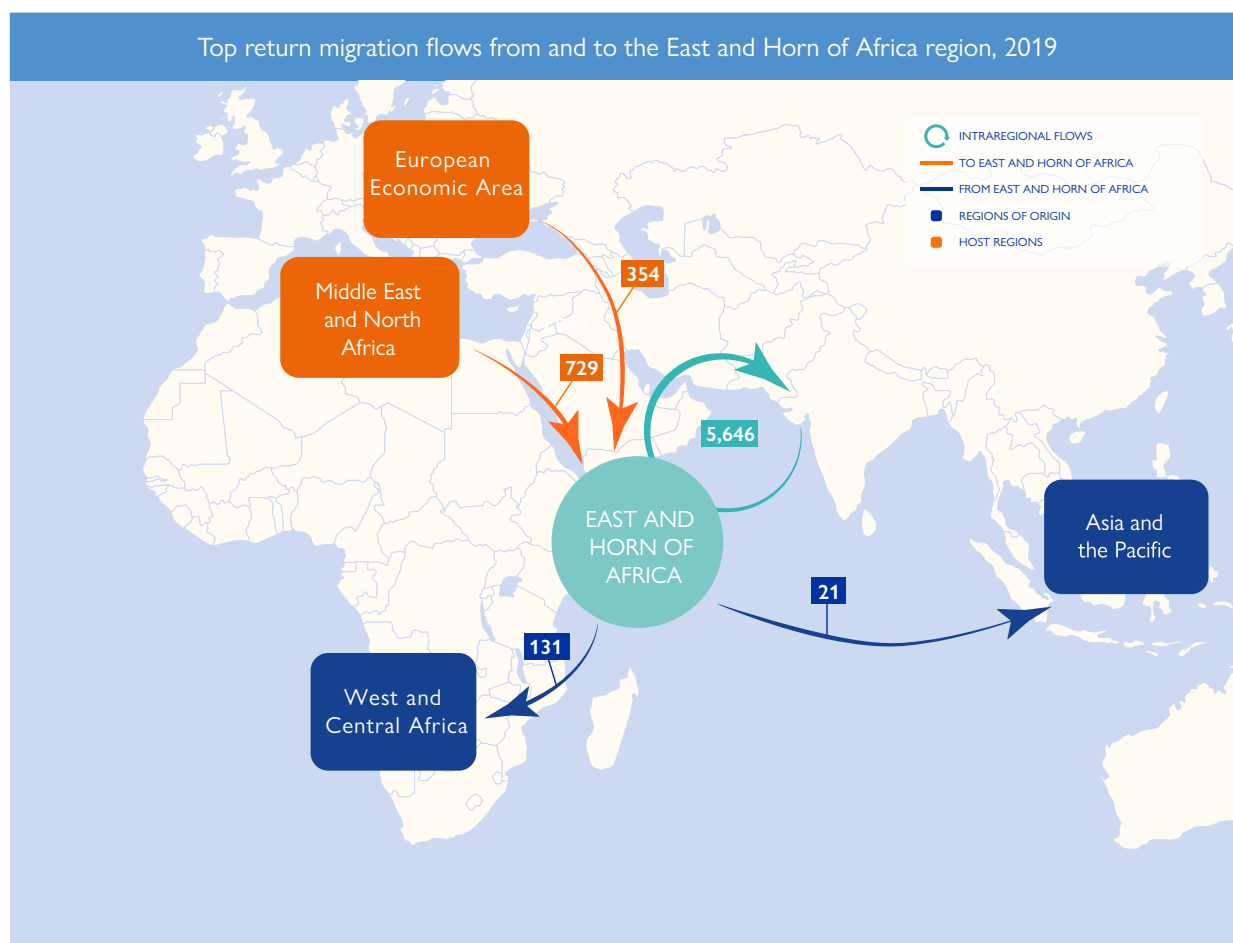 Top return migration flows from and to the East and Horn of Africa region, 2019
INTRAREGIONAL FLOWS
TO EAST AND HORN OF AFRICA
FROM EAST AND HORN OF AFRICA
REGIONS OF ORIGIN
HOST REGIONS
European
Economic Area
354
Middle East
and North
Africa
729
5,646
EAST AND
HORN OF
AFRICA
Asia and
the Pacific
21
131
West and
Central Africa